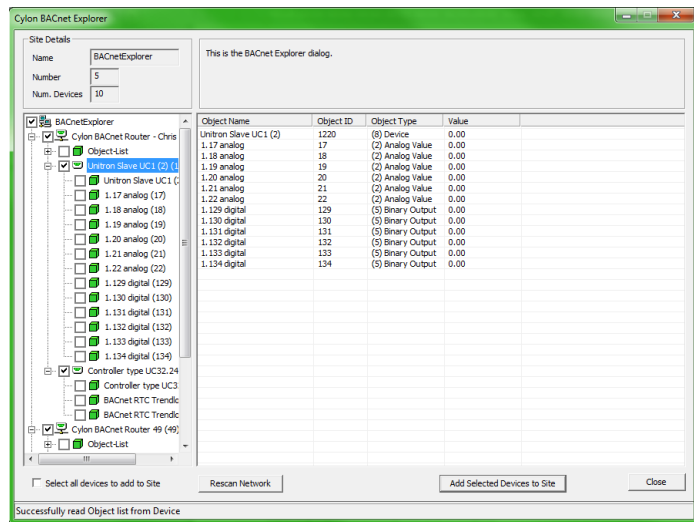 Cylon BACnet Explorer
Site Details
Name BACnetExplorer
Number 5
Num. Devices 10
This is the BACnet Explorer dialog.
BACnetExplorer
Cylon BACnet Router - Chris
Object-List
Unitron Slave UC1 (2) (1
Unitron Slave UC1 (2
1.17 analog (17)
1.18 analog (18)
1.19 analog (19)
1.20 analog (20)
1.21 analog (21)
1.22 analog (22)
1.129 digital (129)
1.130 digital (130)
1.131 digital (131)
1.132 digital (132)
1.133 digital (133)
1.134 digital (134)
Controller type UC32.24
Controller type UC3
BACnet RTC Trendlc
BACnet RTC Trendlc
Cylon BACnet Router 49 (49)
Object-List
Object Name Object ID Object Type Value
Unitron Slave UC1 (2) 1220 (8) Device 0.00
1.17 analog 17 (2) Analog Value 0.00
1.18 analog 18 (2) Analog Value 0.00
1.19 analog 19 (2) Analog Value 0.00
1.20 analog 20 (2) Analog Value 0.00
1.21 analog 21 (2) Analog Value 0.00
1.22 analog 22 (2) Analog Value 0.00
1.129 digital 129 (5) Binary Output 0.00
1.130 digital 130 (5) Binary Output 0.00
1.131 digital 131 (5) Binary Output 0.00
1.132 digital 132 (5) Binary Output 0.00
1.133 digital 133 (5) Binary Output 0.00
1.134 digital 134 (5) Binary Output 0.00
Select all devices to add to Site
Rescan Network
Add Selected Devices to Site
Close
Successfully read Object list from Device